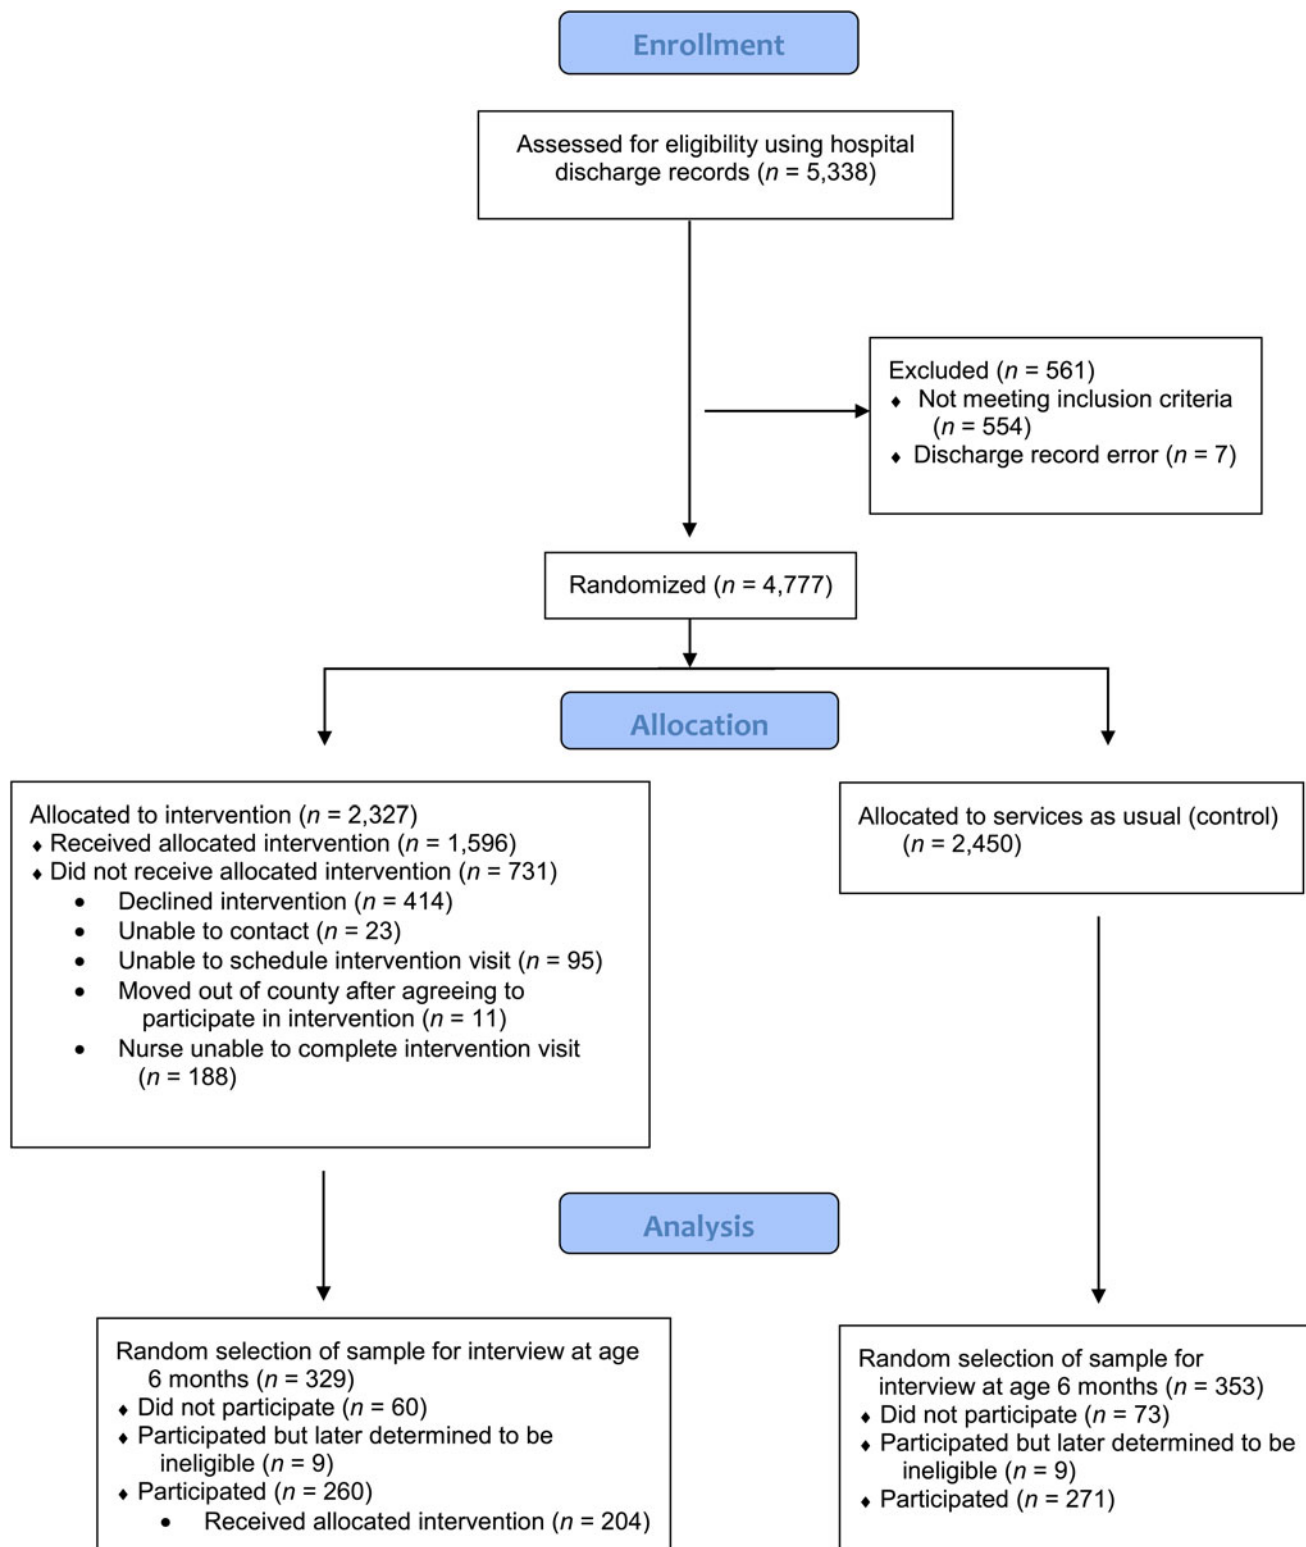 Enrollment
Assessed for eligibility using hospital
discharge records (n = 5,338)
Excluded (n = 561)
♦ Not meeting inclusion criteria
(n = 554)
♦ Discharge record error (n = 7)
Randomized (n = 4,777)
Allocation
Allocated to intervention (n = 2,327)
♦ Received allocated intervention (n = 1,596)
♦ Did not receive allocated intervention (n = 731)
• Declined intervention (n = 414)
• Unable to contact (n = 23)
• Unable to schedule intervention visit (n = 95)
• Moved out of county after agreeing to
participate in intervention (n = 11)
• Nurse unable to complete intervention visit
(n = 188)
Allocated to services as usual (control)
(n = 2,450)
Analysis
Random selection of sample for interview at age
6 months (n = 329)
♦ Did not participate (n = 60)
♦ Participated but later determined to be
ineligible (n = 9)
♦ Participated (n = 260)
• Received allocated intervention (n = 204)
Random selection of sample for
interview at age 6 months (n = 353)
♦ Did not participate (n = 73)
♦ Participated but later determined to be
ineligible (n = 9)
♦ Participated (n = 271)